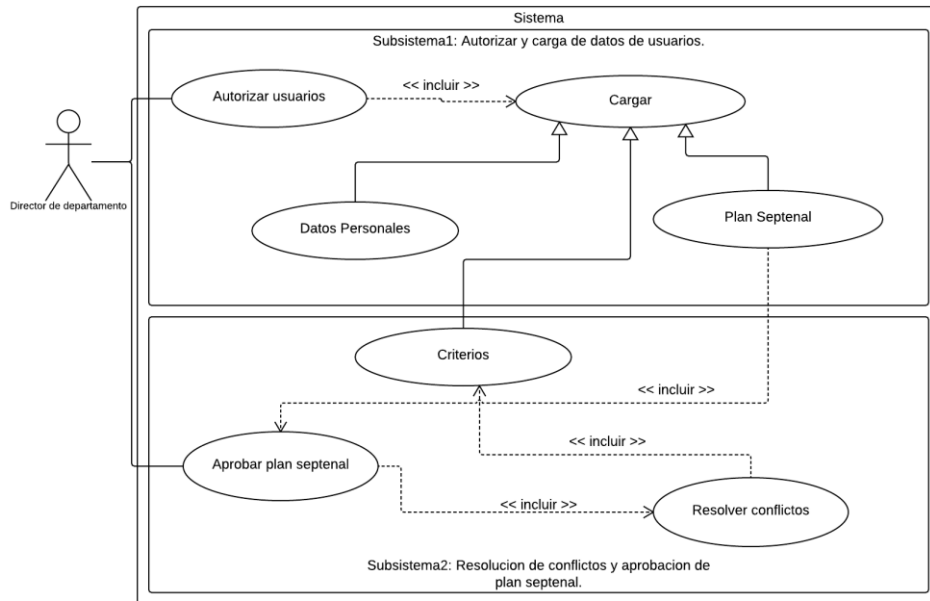 Sistema
Subsistema1: Autorizar y carga de datos de usuarios.
Autorizar usuarios
<< incluir >>
Cargar
Director de departamento
Datos Personales
Plan Septenal
Criterios
<< incluir >>
<< incluir >>
Aprobar plan septenal
<< incluir >>
Resolver conflictos
Subsistema2: Resolucion de conflictos y aprobacion de
plan septenal.